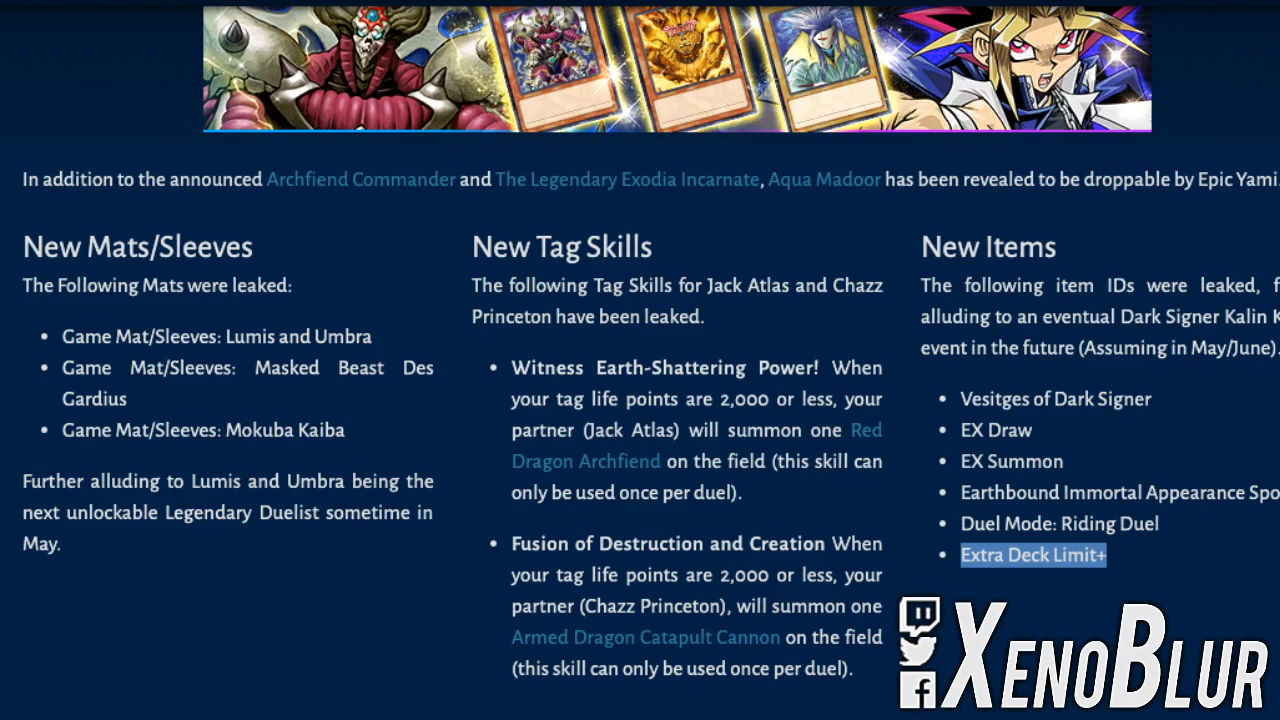 In addition to the announced Archfiend Commander and The Legendary Exodia Incarnate, Aqua Madoor has been revealed to be droppable by Epic Yami
New Mats/Sleeves
The Following Mats were leaked:
• Game Mat/Sleeves: Lumis and Umbra
• Game Mat/Sleeves: Masked Beast Des
Gardius
• Game Mat/Sleeves: Mokuba Kaiba
Further alluding to Lumis and Umbra being the
next unlockable Legendary Duelist sometime in
May.
New Tag Skills
The following Tag Skills for Jack Atlas and Chazz
Princeton have been leaked.
• Witness Earth-Shattering Power! When
your tag life points are 2,000 or less, your
partner (Jack Atlas) will summon one Red
Dragon Archfiend on the field (this skill can
only be used once per duel).
• Fusion of Destruction and Creation When
your tag life points are 2,000 or less, your
partner (Chazz Princeton), will summon one
Armed Dragon Catapult Cannon on the field
(this skill can only be used once per duel).
New Items
The following item IDs were leaked,
alluding to an eventual Dark Signer Kalin
event in the future (Assuming in May/June).
• Vesitges of Dark Signer
• EX Draw
• EX Summon
• Earthbound Immortal Appearance
• Duel Mode: Riding Duel
• Extra Deck Limit+
XENOBLUR